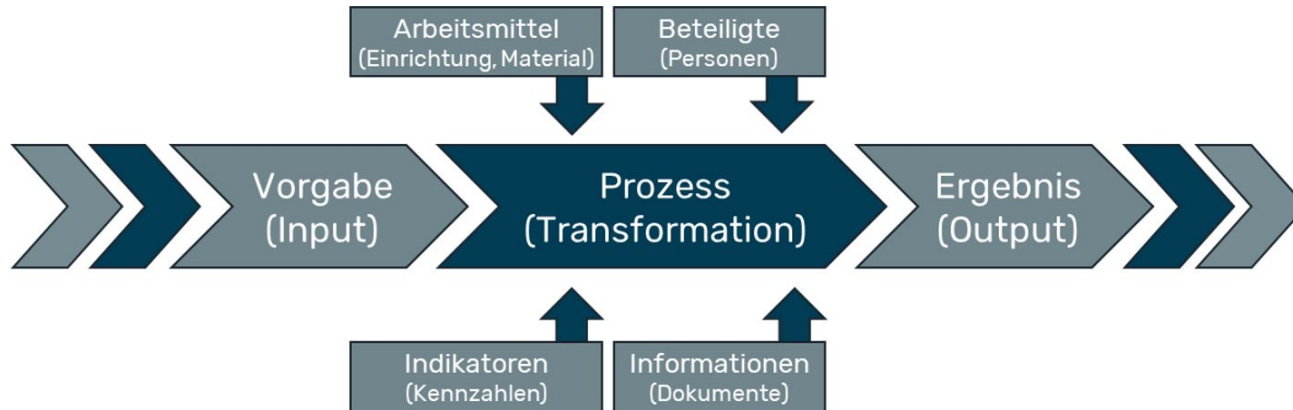 Arbeitsmittel
(Einrichtung, Material)
Beteiligte
(Personen)
Vorgabe
(Input)
Prozess
(Transformation)
Ergebnis
(Output)
Indikatoren
(Kennzahlen)
Informationen
(Dokumente)